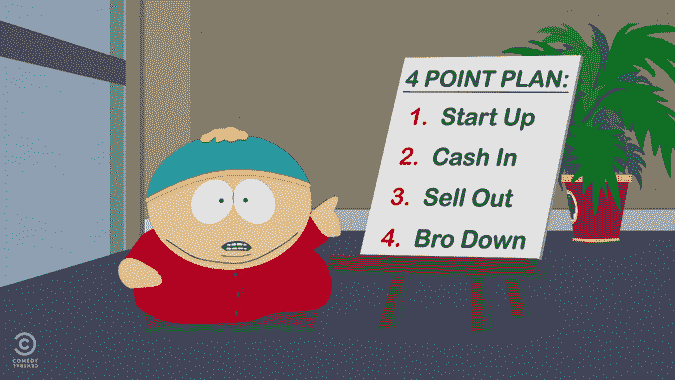 4 POINT PLAN:
1. Start Up
2. Cash In
3. Sell Out
4. Bro Down
COMEDY
CENTRAL